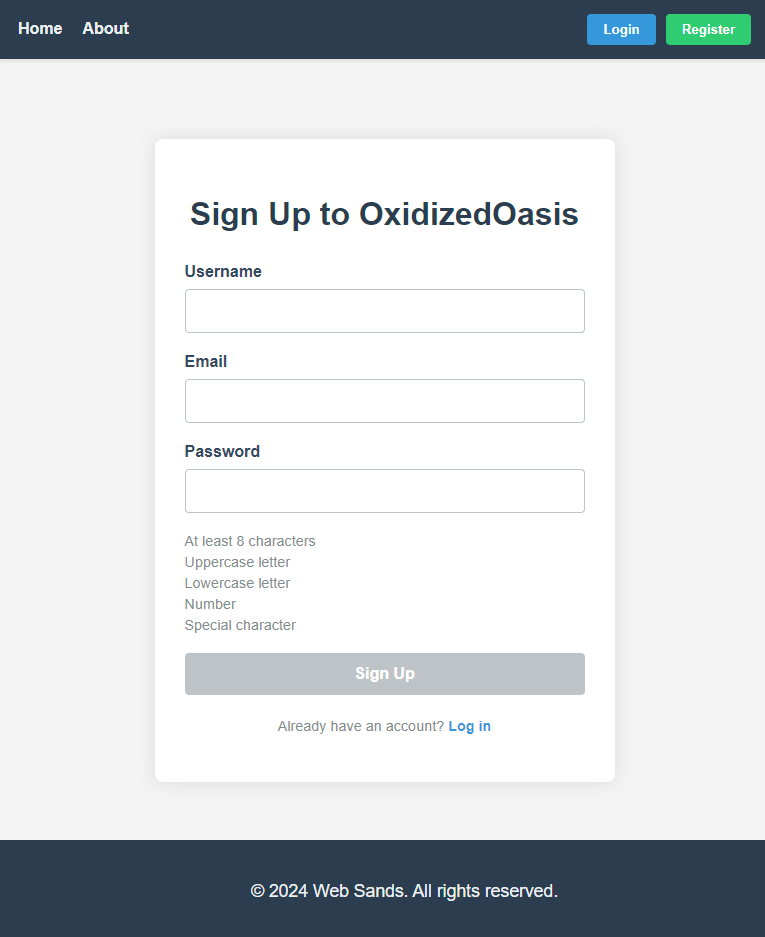 Home About Login Register
Sign Up to OxidizedOasis
Username
Email
Password
At least 8 characters
Uppercase letter
Lowercase letter
Number
Special character
Sign Up
Already have an account? Log in
© 2024 Web Sands. All rights reserved.